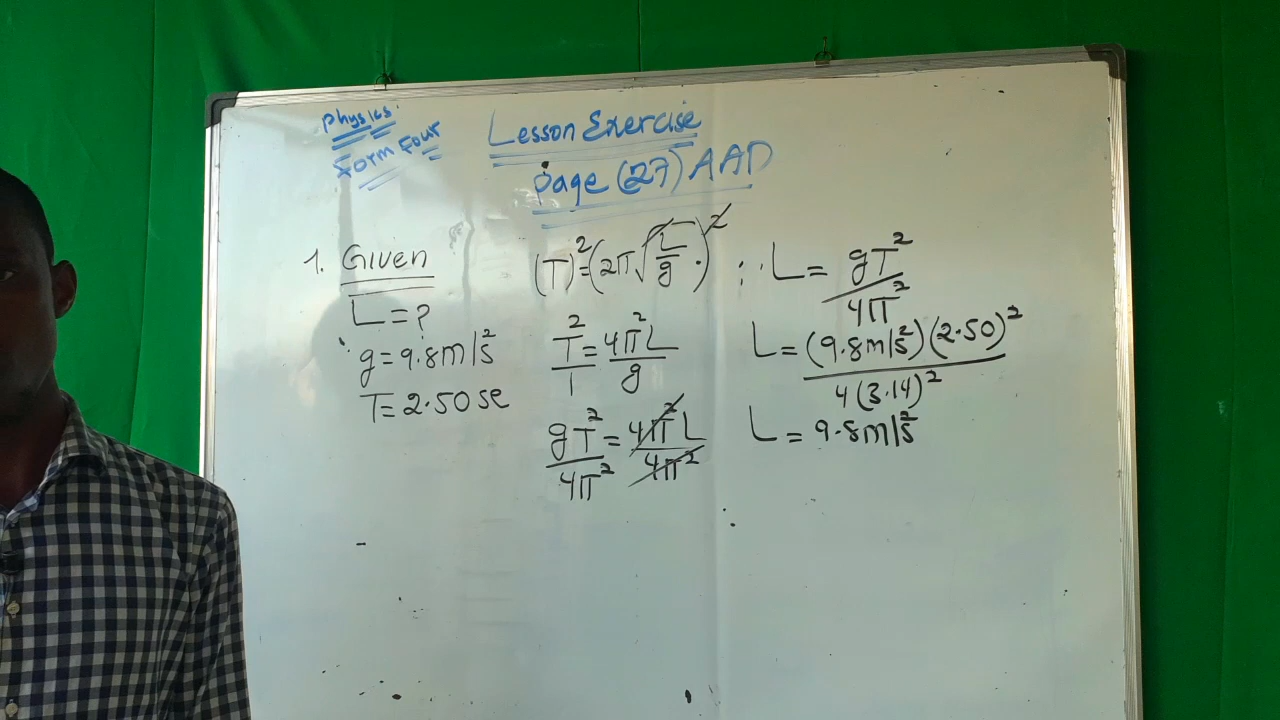 Physics
Form Four
Lesson Exercise
Page (27) AAD
1. Given
L = ?
g = 9.8m/s²
T = 2.50 se
(T)² = (2π√(L/g))²
T²/1 = 4π²L/g
gT²/4π² = 4π²L/4π²
∴ L = gT²/4π²
L = (9.8m/s²)(2.50)²/4(3.14)²
L = 9.8m/s²